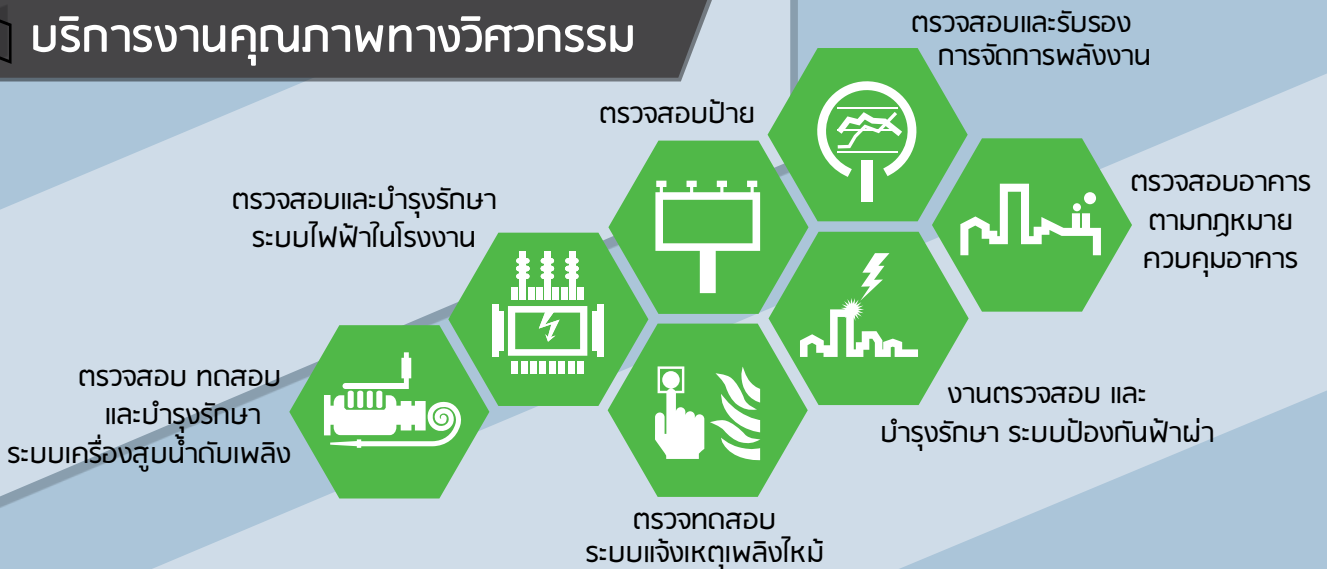 บริการงานคุณภาพทางวิศวกรรม
ตรวจสอบและรับรอง
การจัดการพลังงาน
ตรวจสอบป้าย
ตรวจสอบอาคาร
ตามกฎหมาย
ควบคุมอาคาร
ตรวจสอบและบำรุงรักษา
ระบบไฟฟ้าในโรงงาน
ตรวจสอบ ทดสอบ
และบำรุงรักษา
ระบบเครื่องสูบน้ำดับเพลิง
งานตรวจสอบ และ
บำรุงรักษา ระบบป้องกันฟ้าผ่า
ตรวจทดสอบ
ระบบแจ้งเหตุเพลิงไหม้